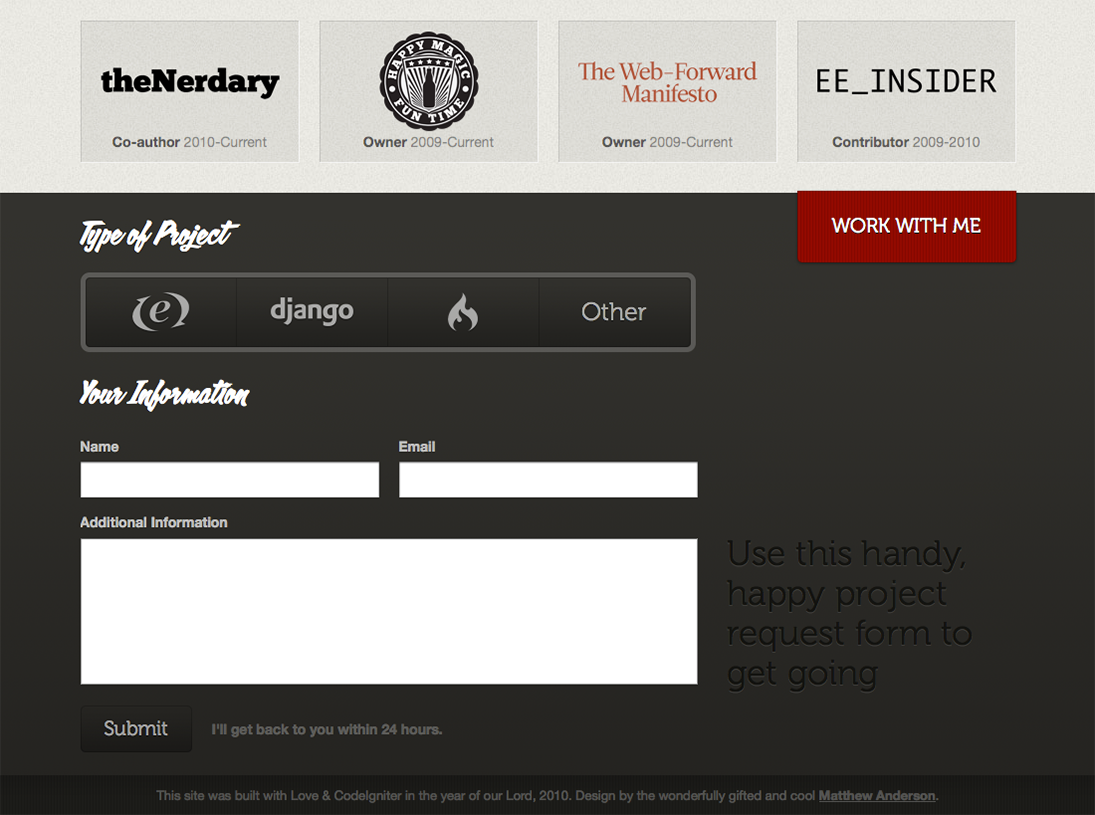 theNerdary
HAPPY MAGIC
FUN TIME
The Web-Forward
Manifesto
EE_INSIDER
Co-author 2010-Current
Owner 2009-Current
Owner 2009-Current
Contributor 2009-2010
WORK WITH ME
Type of Project
e
django
Other
Your Information
Name
Email
Additional Information
Use this handy,
happy project
request form to
get going
Submit
I'll get back to you within 24 hours.
This site was built with Love & CodeIgniter in the year of our Lord, 2010. Design by the wonderfully gifted and cool Matthew Anderson.